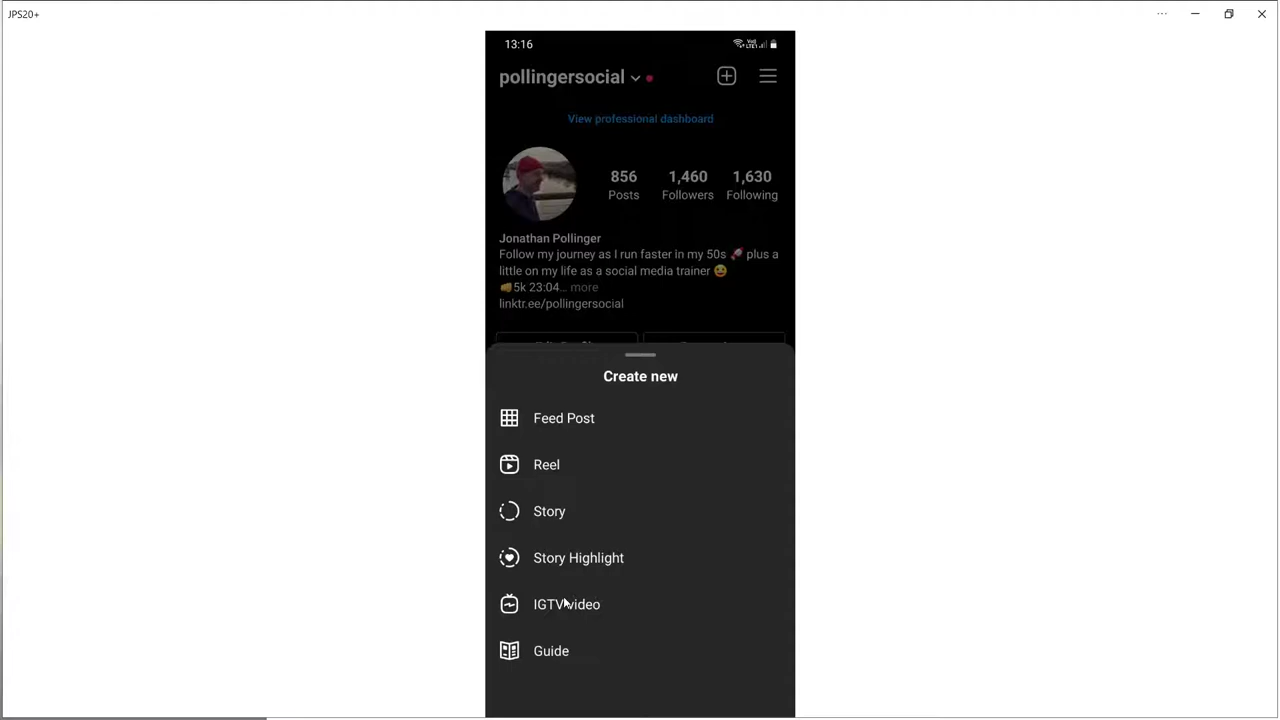 JPS20+
13:16
pollingersocial
View professional dashboard
856 1,460 1,630
Posts Followers Following
Jonathan Pollinger
Follow my journey as I run faster in my 50s 🚀 plus a
little on my life as a social media trainer 😜
👊5k 23:04... more
linktr.ee/pollingersocial
Create new
Feed Post
Reel
Story
Story Highlight
IGTV video
Guide